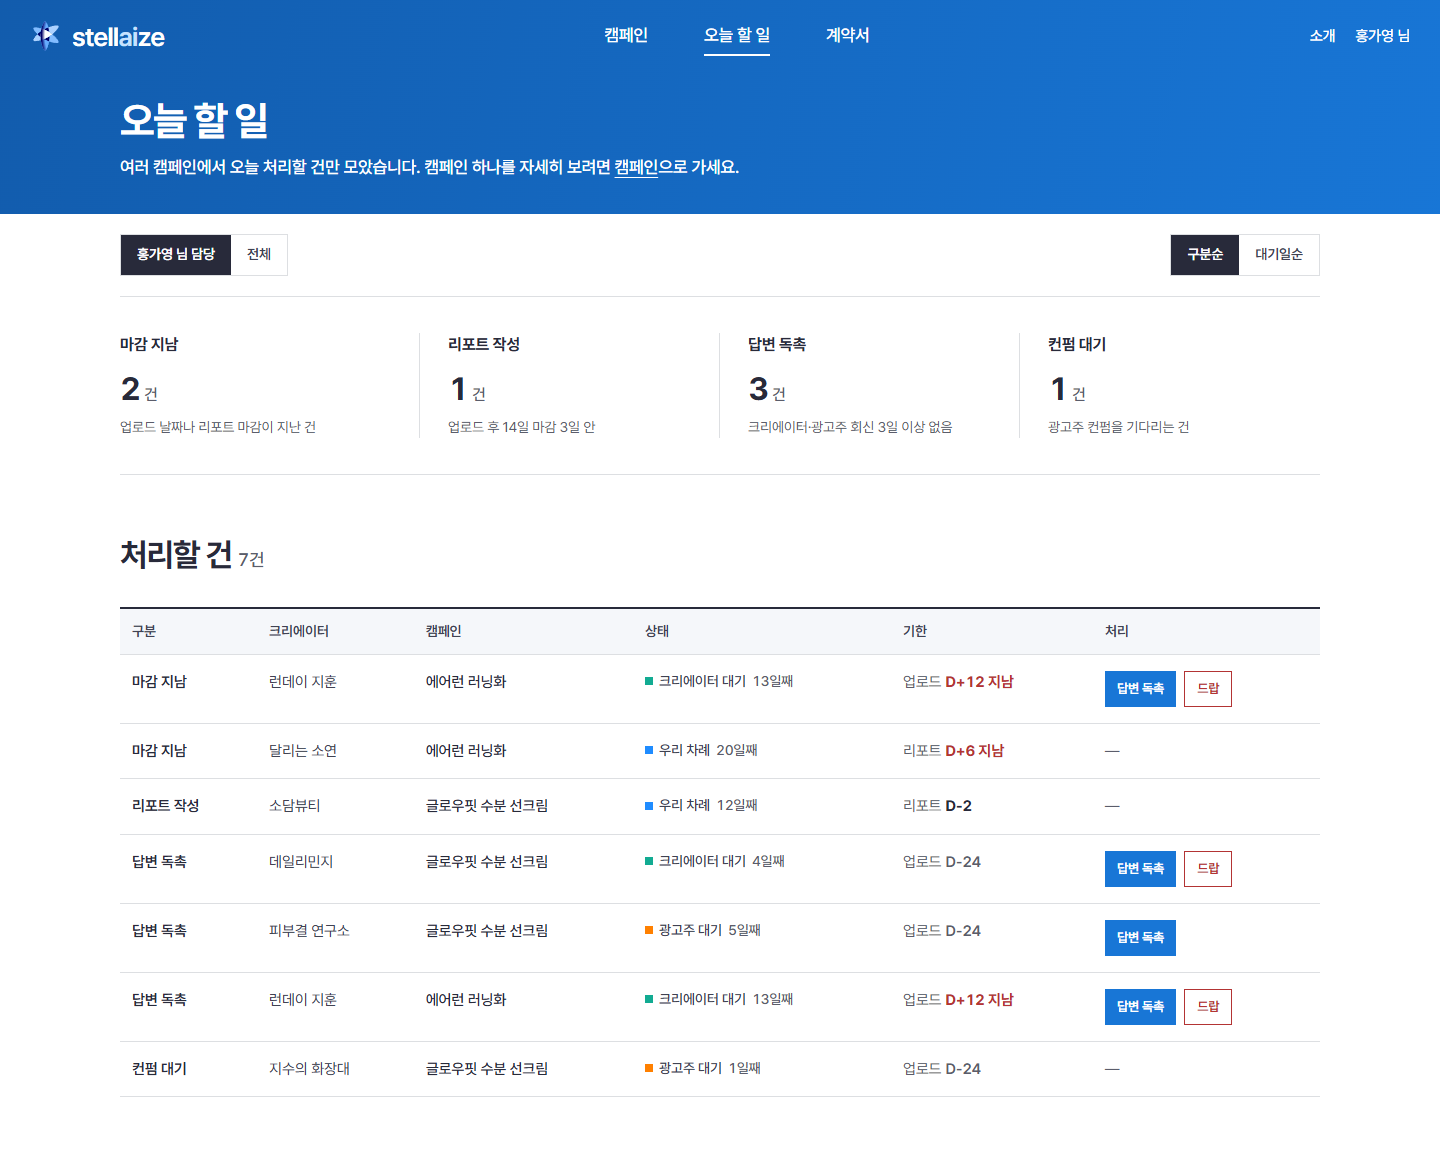 stellaize
캠페인 오늘 할 일 계약서
소개 홍가영 님
오늘 할 일
여러 캠페인에서 오늘 처리할 건만 모았습니다. 캠페인 하나를 자세히 보려면 캠페인으로 가세요.
홍가영 님 담당 전체
구분순 대기일순
마감 지남
2 건
업로드 날짜나 리포트 마감이 지난 건
리포트 작성
1 건
업로드 후 14일 마감 3일 안
답변 독촉
3 건
크리에이터·광고주 회신 3일 이상 없음
컨펌 대기
1 건
광고주 컨펌을 기다리는 건
처리할 건 7건
구분 크리에이터 캠페인 상태 기한 처리
마감 지남 런데이 지훈 에어런 러닝화 크리에이터 대기 13일째 업로드 D+12 지남 답변 독촉 드랍
마감 지남 달리는 소연 에어런 러닝화 우리 차례 20일째 리포트 D+6 지남 —
리포트 작성 소담뷰티 글로우핏 수분 선크림 우리 차례 12일째 리포트 D-2 —
답변 독촉 데일리민지 글로우핏 수분 선크림 크리에이터 대기 4일째 업로드 D-24 답변 독촉 드랍
답변 독촉 피부결 연구소 글로우핏 수분 선크림 광고주 대기 5일째 업로드 D-24 답변 독촉
답변 독촉 런데이 지훈 에어런 러닝화 크리에이터 대기 13일째 업로드 D+12 지남 답변 독촉 드랍
컨펌 대기 지수의 화장대 글로우핏 수분 선크림 광고주 대기 1일째 업로드 D-24 —